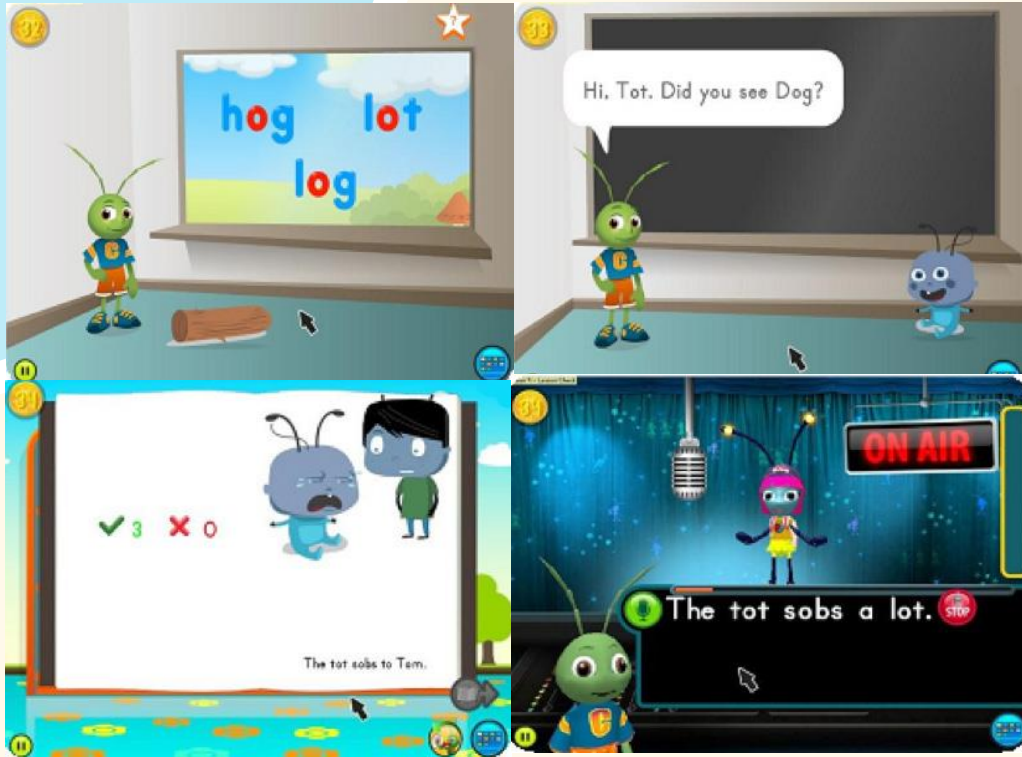 32
?
hog lot
log
C
33
Hi, Tot. Did you see Dog?
C
34
✓ 3 ✗ 0
The tot sobs to Tom.
34
ON AIR
The tot sobs a lot.
STOP
C